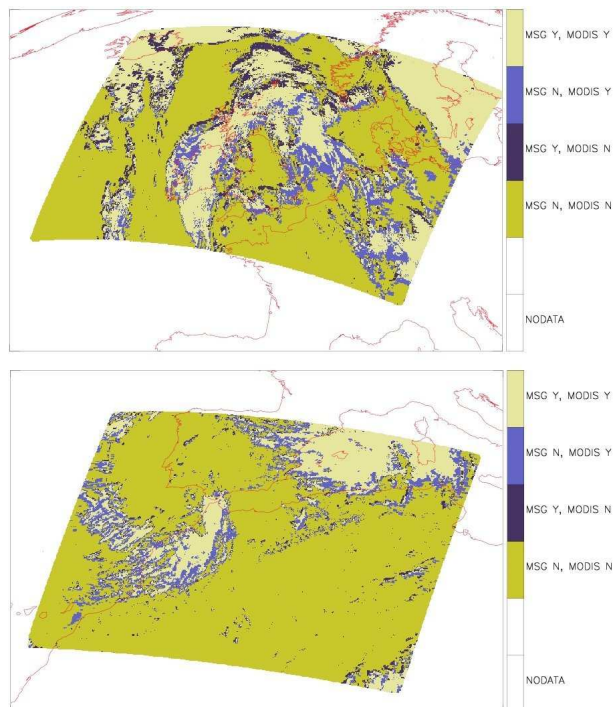 MSG Y, MODIS Y
MSG N, MODIS Y
MSG Y, MODIS N
MSG N, MODIS N
NODATA
MSG Y, MODIS Y
MSG N, MODIS Y
MSG Y, MODIS N
MSG N, MODIS N
NODATA